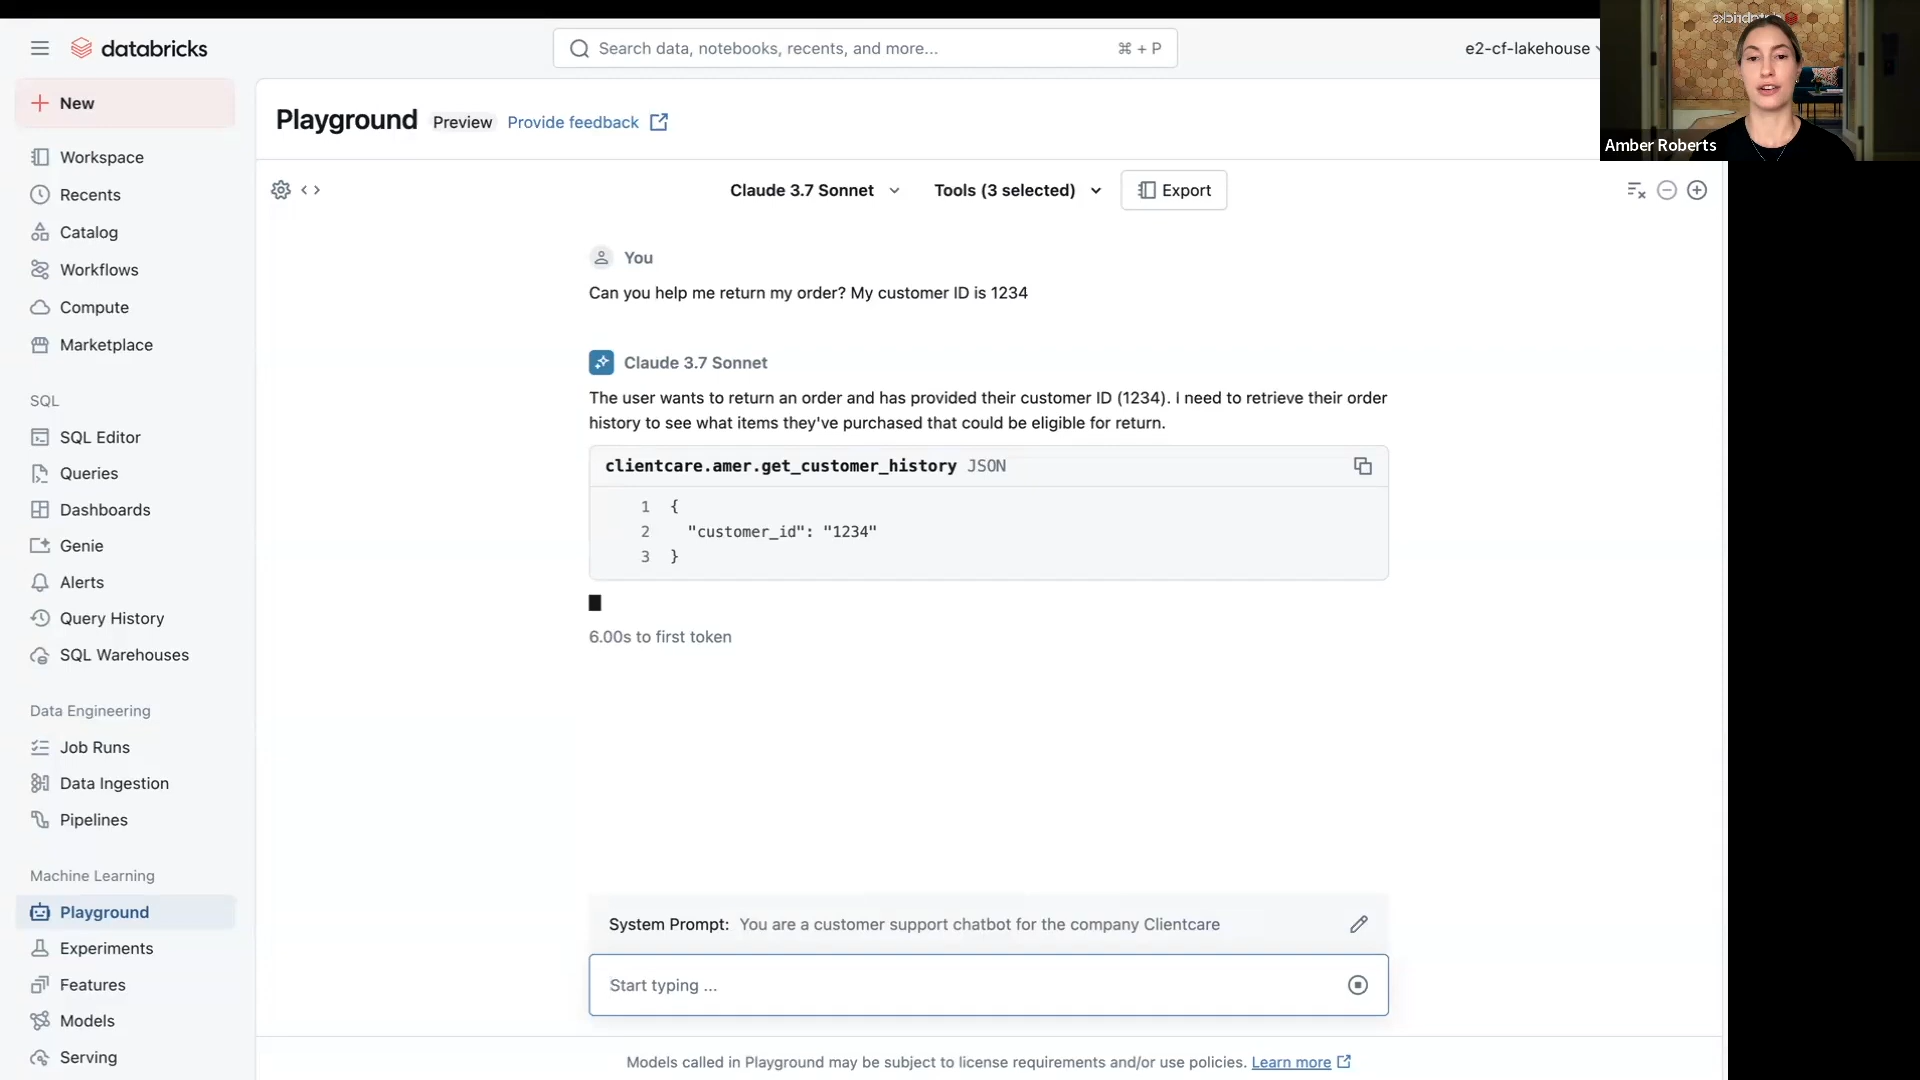 databricks
Search data, notebooks, recents, and more...
⌘ + P
e2-cf-lakehouse
databricks
Amber Roberts
New
Workspace
Recents
Catalog
Workflows
Compute
Marketplace
SQL
SQL Editor
Queries
Dashboards
Genie
Alerts
Query History
SQL Warehouses
Data Engineering
Job Runs
Data Ingestion
Pipelines
Machine Learning
Playground
Experiments
Features
Models
Serving
Playground Preview Provide feedback
Claude 3.7 Sonnet
Tools (3 selected)
Export
You
Can you help me return my order? My customer ID is 1234
Claude 3.7 Sonnet
The user wants to return an order and has provided their customer ID (1234). I need to retrieve their order
history to see what items they've purchased that could be eligible for return.
clientcare.amer.get_customer_history JSON
1 {
2 "customer_id": "1234"
3 }
6.00s to first token
System Prompt: You are a customer support chatbot for the company Clientcare
Start typing ...
Models called in Playground may be subject to license requirements and/or use policies. Learn more